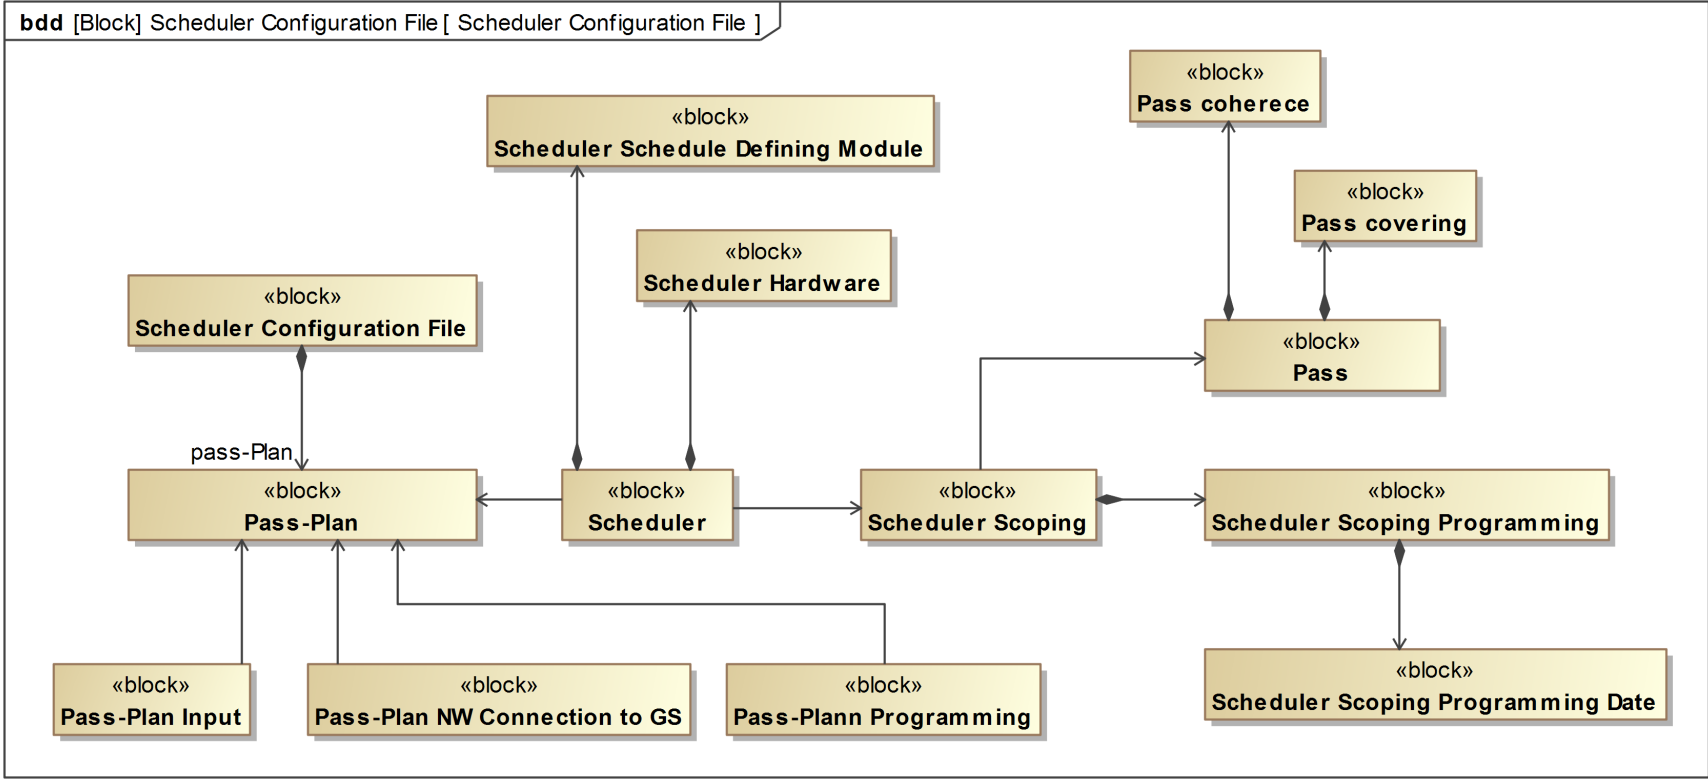 bdd [Block] Scheduler Configuration File [ Scheduler Configuration File ]
«block»
Pass coherece
«block»
Scheduler Schedule Defining Module
«block»
Pass covering
«block»
Scheduler Hardware
«block»
Scheduler Configuration File
«block»
Pass
pass-Plan
«block»
Pass-Plan
«block»
Scheduler
«block»
Scheduler Scoping
«block»
Scheduler Scoping Programming
«block»
Pass-Plan Input
«block»
Pass-Plan NW Connection to GS
«block»
Pass-Plann Programming
«block»
Scheduler Scoping Programming Date